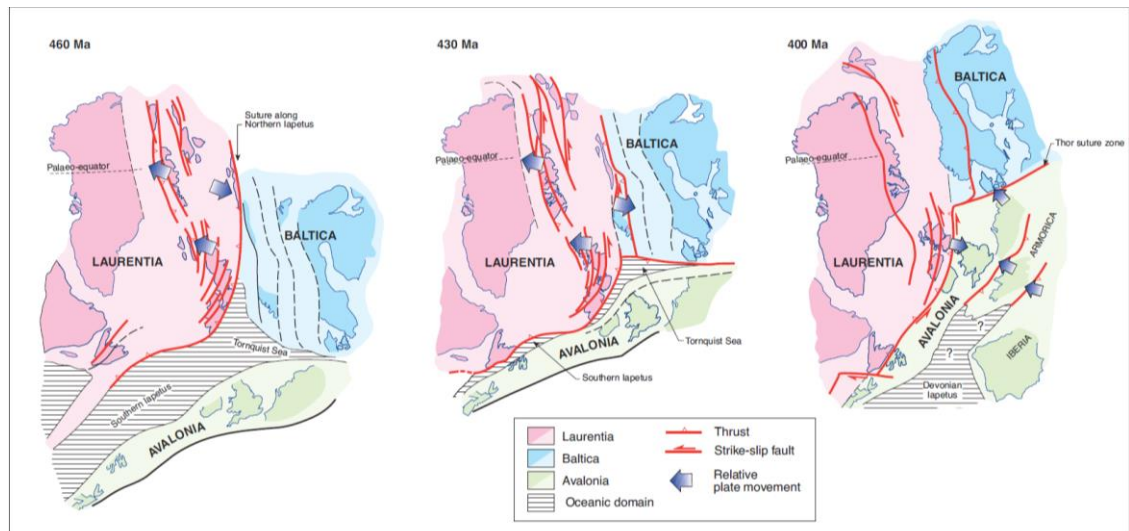 460 Ma
Suture along
Northern Iapetus
Palaeo-equator
BALTICA
LAURENTIA
Tornquist Sea
Southern Iapetus
AVALONIA
430 Ma
BALTICA
Palaeo-equator
LAURENTIA
AVALONIA
Tornquist Sea
Southern Iapetus
400 Ma
BALTICA
Thor suture zone
Palaeo-equator
LAURENTIA
ARMORICA
AVALONIA
?
?
IBERIA
Devonian
Iapetus
Laurentia
Baltica
Avalonia
Oceanic domain
Thrust
Strike-slip fault
Relative
plate movement